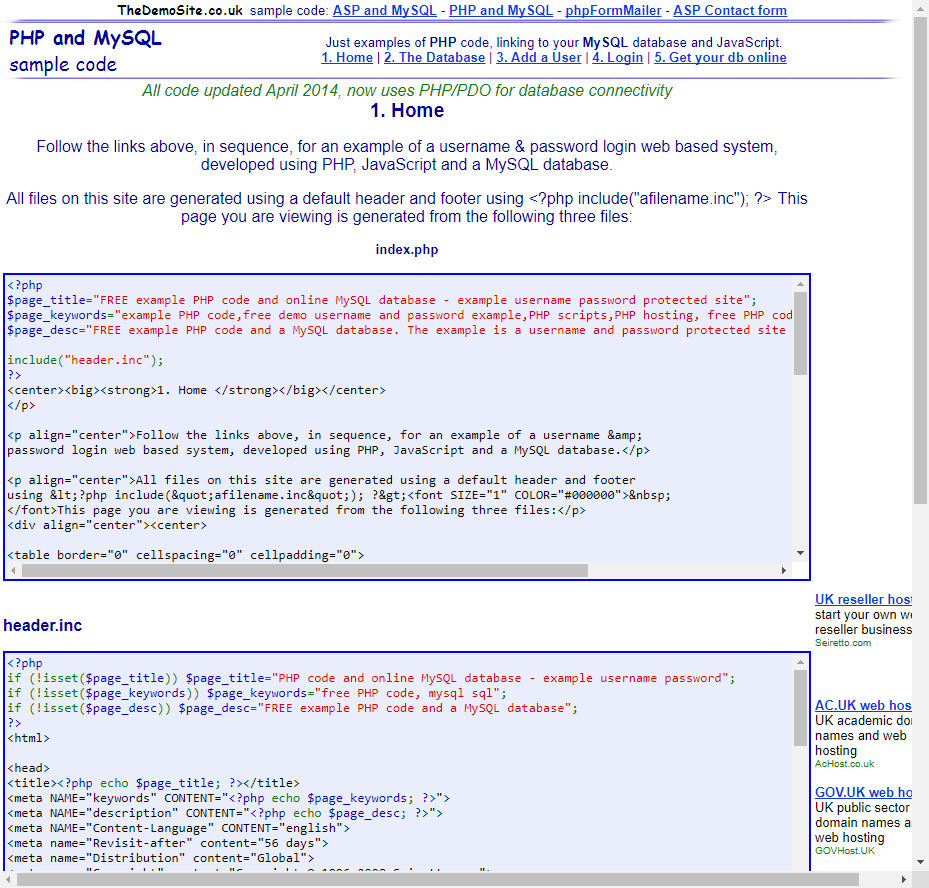 TheDemoSite.co.uk sample code: ASP and MySQL - PHP and MySQL - phpFormMailer - ASP Contact form
PHP and MySQL
sample code
Just examples of PHP code, linking to your MySQL database and JavaScript.
1. Home | 2. The Database | 3. Add a User | 4. Login | 5. Get your db online
All code updated April 2014, now uses PHP/PDO for database connectivity
1. Home
Follow the links above, in sequence, for an example of a username & password login web based system,
developed using PHP, JavaScript and a MySQL database.
All files on this site are generated using a default header and footer using <?php include("afilename.inc"); ?> This
page you are viewing is generated from the following three files:
index.php
<?php
$page_title="FREE example PHP code and online MySQL database - example username password protected site";
$page_keywords="example PHP code,free demo username and password example,PHP scripts,PHP hosting, free PHP cod
$page_desc="FREE example PHP code and a MySQL database. The example is a username and password protected site
include("header.inc");
?>
<center><big><strong>1. Home </strong></big></center>
</p>
<p align="center">Follow the links above, in sequence, for an example of a username &amp;
password login web based system, developed using PHP, JavaScript and a MySQL database.</p>
<p align="center">All files on this site are generated using a default header and footer
using &lt;?php include(&quot;afilename.inc&quot;); ?&gt;<font SIZE="1" COLOR="#000000">&nbsp;
</font>This page you are viewing is generated from the following three files:</p>
<div align="center"><center>
<table border="0" cellspacing="0" cellpadding="0">
header.inc
<?php
if (!isset($page_title)) $page_title="PHP code and online MySQL database - example username password";
if (!isset($page_keywords)) $page_keywords="free PHP code, mysql sql";
if (!isset($page_desc)) $page_desc="FREE example PHP code and a MySQL database";
?>
<html>
<head>
<title><?php echo $page_title; ?></title>
<meta NAME="keywords" CONTENT="<?php echo $page_keywords; ?>">
<meta NAME="description" CONTENT="<?php echo $page_desc; ?>">
<meta NAME="Content-Language" CONTENT="english">
<meta name="Revisit-after" content="56 days">
<meta name="Distribution" content="Global">
UK reseller host
start your own we
reseller business
Seiretto.com
AC.UK web hos
UK academic do
names and web
hosting
AcHost.co.uk
GOV.UK web ho
UK public sector
domain names a
web hosting
GOVHost.UK